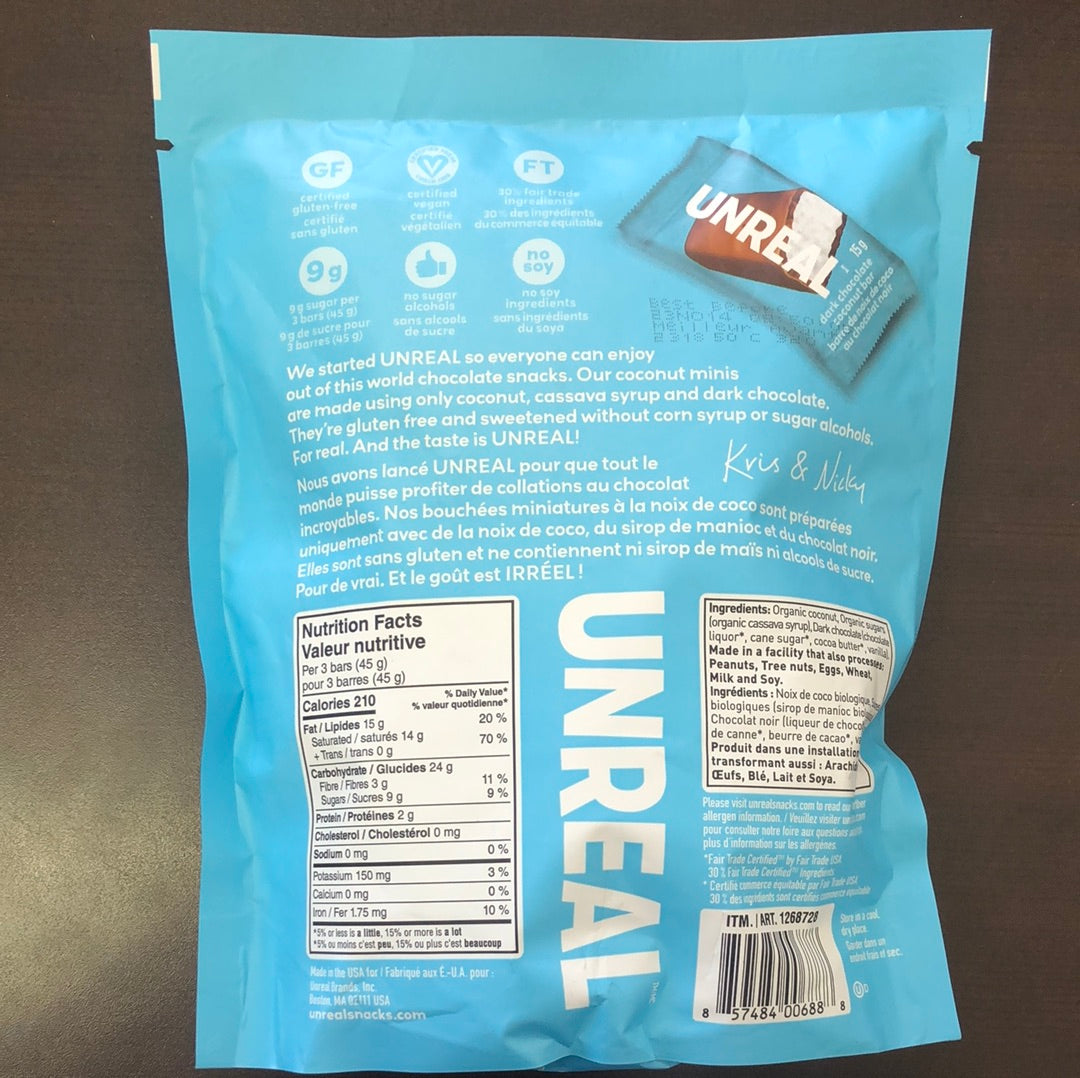 GF
certified
gluten-free
certifié
sans gluten
certified
vegan
certifié
végétalien
FT
30% fair trade
ingredients
30% des ingrédients
du commerce équitable
9g
9g sugar per
3 bars (45 g)
9g de sucre pour
3 barres (45 g)
no sugar
alcohols
sans alcools
de sucre
no
soy
no soy
ingredients
sans ingrédients
du soya
UNREAL
15 g
dark chocolate
coconut bar
barre de noix de coco
au chocolat noir
Best
We started UNREAL so everyone can enjoy
out of this world chocolate snacks. Our coconut minis
are made using only coconut, cassava syrup and dark chocolate.
They're gluten free and sweetened without corn syrup or sugar alcohols.
For real. And the taste is UNREAL!
Kris & Nicky
Nous avons lancé UNREAL pour que tout le
monde puisse profiter de collations au chocolat
incroyables. Nos bouchées miniatures à la noix de coco sont préparées
uniquement avec de la noix de coco, du sirop de manioc et du chocolat noir.
Elles sont sans gluten et ne contiennent ni sirop de maïs ni alcools de sucre.
Pour de vrai. Et le goût est IRRÉEL !
Nutrition Facts
Valeur nutritive
Per 3 bars (45 g)
pour 3 barres (45 g)
Calories 210
% Daily Value*
% valeur quotidienne*
Fat / Lipides 15 g 20 %
Saturated / saturés 14 g
+ Trans / trans 0 g 70 %
Carbohydrate / Glucides 24 g
Fibre / Fibres 3 g 11 %
Sugars / Sucres 9 g 9 %
Protein / Protéines 2 g
Cholesterol / Cholestérol 0 mg
Sodium 0 mg 0 %
Potassium 150 mg 3 %
Calcium 0 mg 0 %
Iron / Fer 1.75 mg 10 %
*5% or less is a little, 15% or more is a lot
*5% ou moins c'est peu, 15% ou plus c'est beaucoup
Made in the USA for / Fabriqué aux É.-U.A. pour :
Unreal Brands, Inc.
Boston, MA 02111 USA
unrealsnacks.com
UNREAL
Ingredients: Organic coconut, Organic sugars
(organic cassava syrup), Dark chocolate (chocolate
liquor*, cane sugar*, cocoa butter*, vanilla).
Made in a facility that also processes:
Peanuts, Tree nuts, Eggs, Wheat,
Milk and Soy.
Ingrédients : Noix de coco biologique,
biologiques (sirop de manioc
Chocolat noir (liqueur de
de canne*, beurre de cacao*,
Produit dans une installation
transformant aussi :
Œufs, Blé, Lait et Soya.
Please visit unrealsnacks.com to read our
allergen information. / Veuillez visiter
pour consulter notre foire aux questions
plus d'information sur les allergènes.
*Fair Trade Certified™ by Fair Trade USA
30 % Fair Trade Certified™ Ingredients
* Certifié commerce équitable par Fair Trade USA
30 % des ingrédients sont certifiés commerce équitable
ITM. / ART. 1268728
8 57484 00688 8
Store in a cool,
dry place.
Garder dans un
endroit frais et sec.
U D